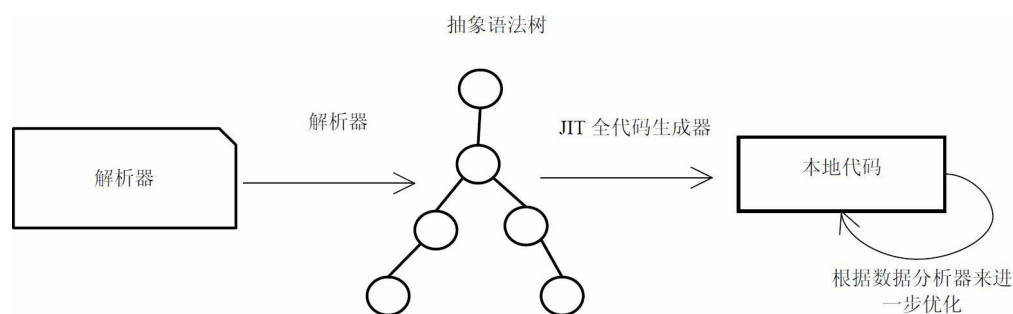 抽象语法树
解析器
JIT 全代码生成器
解析器
本地代码
根据数据分析器来进
一步优化